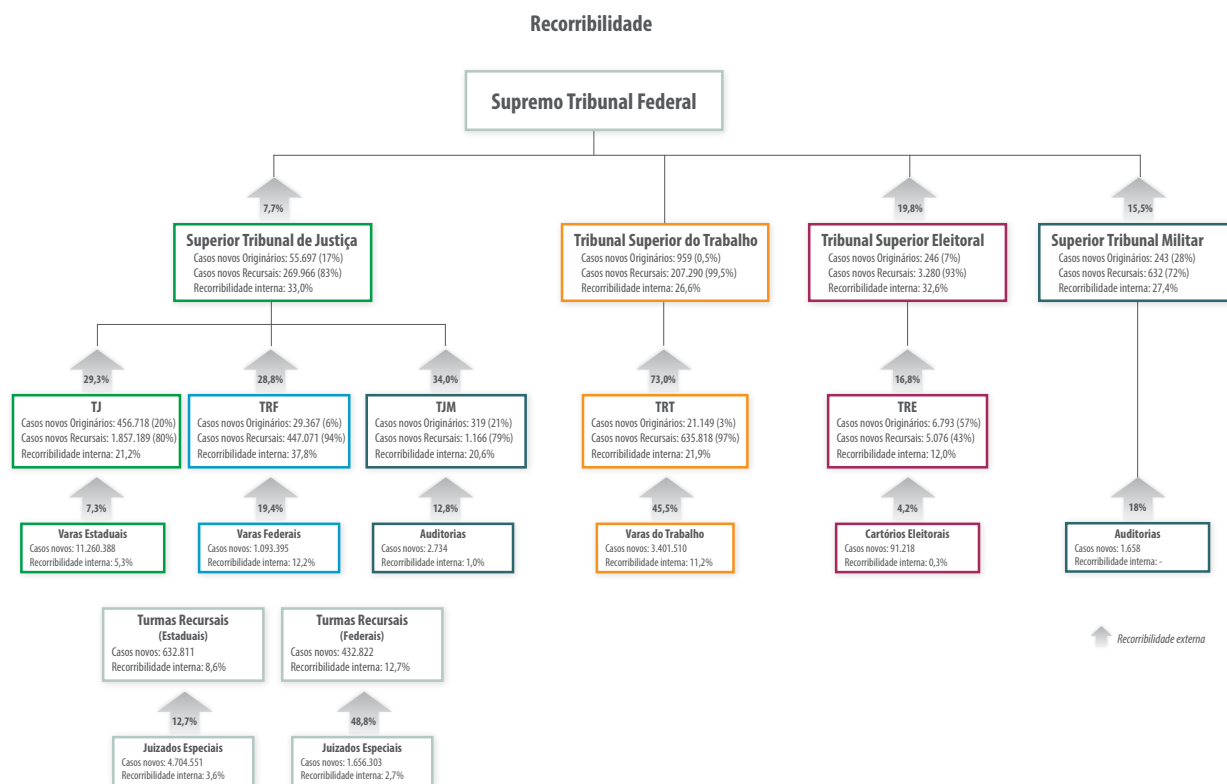 Recorribilidade
Supremo Tribunal Federal
7,7%
19,8%
15,5%
Superior Tribunal de Justiça
Casos novos Originários: 55.697 (17%)
Casos novos Recursais: 269.966 (83%)
Recorribilidade interna: 33,0%
Tribunal Superior do Trabalho
Casos novos Originários: 959 (0,5%)
Casos novos Recursais: 207.290 (99,5%)
Recorribilidade interna: 26,6%
Tribunal Superior Eleitoral
Casos novos Originários: 246 (7%)
Casos novos Recursais: 3.280 (93%)
Recorribilidade interna: 32,6%
Superior Tribunal Militar
Casos novos Originários: 243 (28%)
Casos novos Recursais: 632 (72%)
Recorribilidade interna: 27,4%
29,3%
28,8%
34,0%
73,0%
16,8%
TJ
Casos novos Originários: 456.718 (20%)
Casos novos Recursais: 1.857.189 (80%)
Recorribilidade interna: 21,2%
TRF
Casos novos Originários: 29.367 (6%)
Casos novos Recursais: 447.071 (94%)
Recorribilidade interna: 37,8%
TJM
Casos novos Originários: 319 (21%)
Casos novos Recursais: 1.166 (79%)
Recorribilidade interna: 20,6%
TRT
Casos novos Originários: 21.149 (3%)
Casos novos Recursais: 635.818 (97%)
Recorribilidade interna: 21,9%
TRE
Casos novos Originários: 6.793 (57%)
Casos novos Recursais: 5.076 (43%)
Recorribilidade interna: 12,0%
7,3%
19,4%
12,8%
45,5%
4,2%
18%
Varas Estaduais
Casos novos: 11.260.388
Recorribilidade interna: 5,3%
Varas Federais
Casos novos: 1.093.395
Recorribilidade interna: 12,2%
Auditorias
Casos novos: 2.734
Recorribilidade interna: 1,0%
Varas do Trabalho
Casos novos: 3.401.510
Recorribilidade interna: 11,2%
Cartórios Eleitorais
Casos novos: 91.218
Recorribilidade interna: 0,3%
Auditorias
Casos novos: 1.658
Recorribilidade interna: -
Turmas Recursais
(Estaduais)
Casos novos: 632.811
Recorribilidade interna: 8,6%
Turmas Recursais
(Federais)
Casos novos: 432.822
Recorribilidade interna: 12,7%
Recorribilidade externa
12,7%
48,8%
Juizados Especiais
Casos novos: 4.704.551
Recorribilidade interna: 3,6%
Juizados Especiais
Casos novos: 1.656.303
Recorribilidade interna: 2,7%